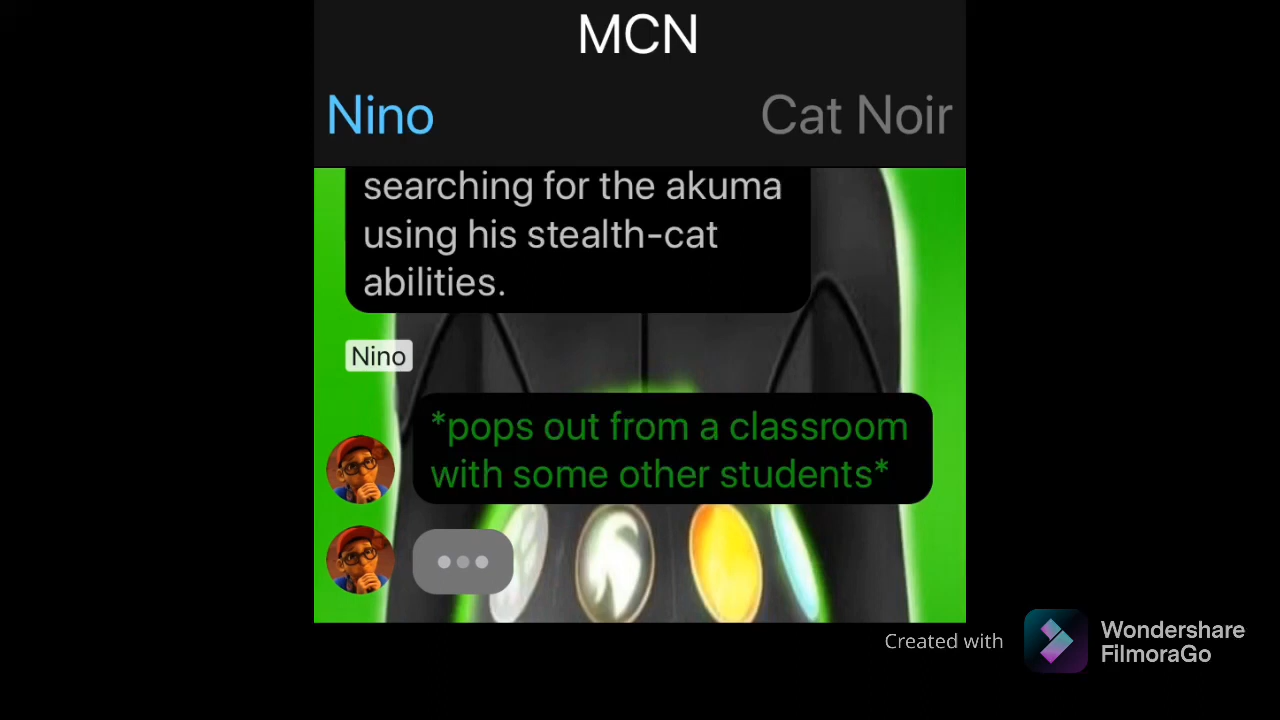 MCN
Nino
Cat Noir
searching for the akuma
using his stealth-cat
abilities.
Nino
*pops out from a classroom
with some other students*
Created with
Wondershare
FilmoraGo